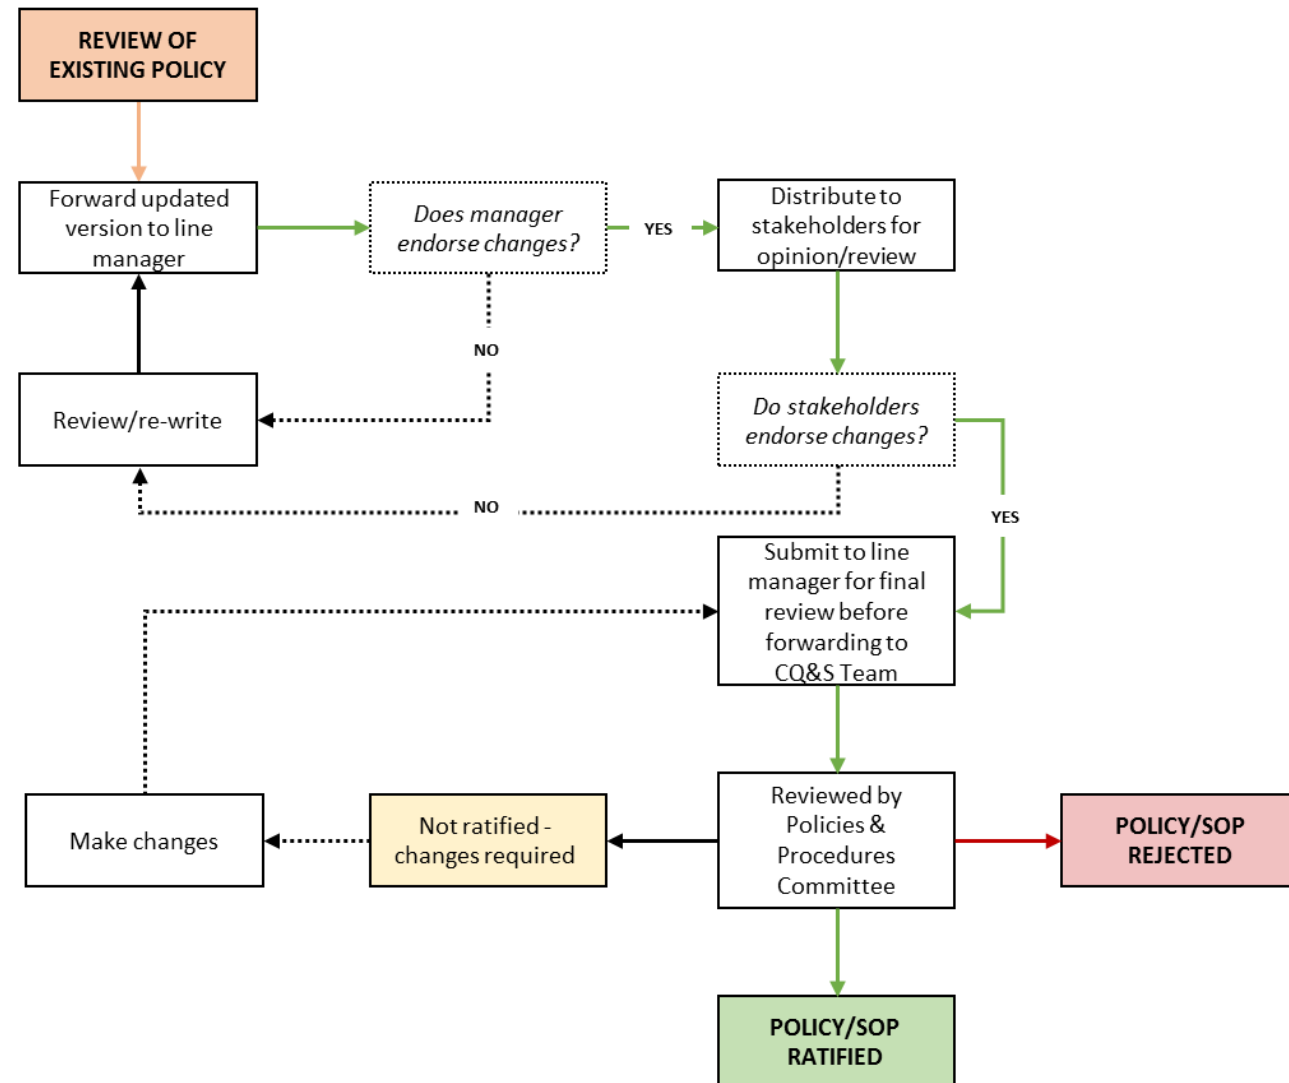 REVIEW OF
EXISTING POLICY
Forward updated
version to line
manager
Does manager
endorse changes?
YES
Distribute to
stakeholders for
opinion/review
NO
Review/re-write
Do stakeholders
endorse changes?
NO
YES
Submit to line
manager for final
review before
forwarding to
CQ&S Team
Make changes
Not ratified -
changes required
Reviewed by
Policies &
Procedures
Committee
POLICY/SOP
REJECTED
POLICY/SOP
RATIFIED